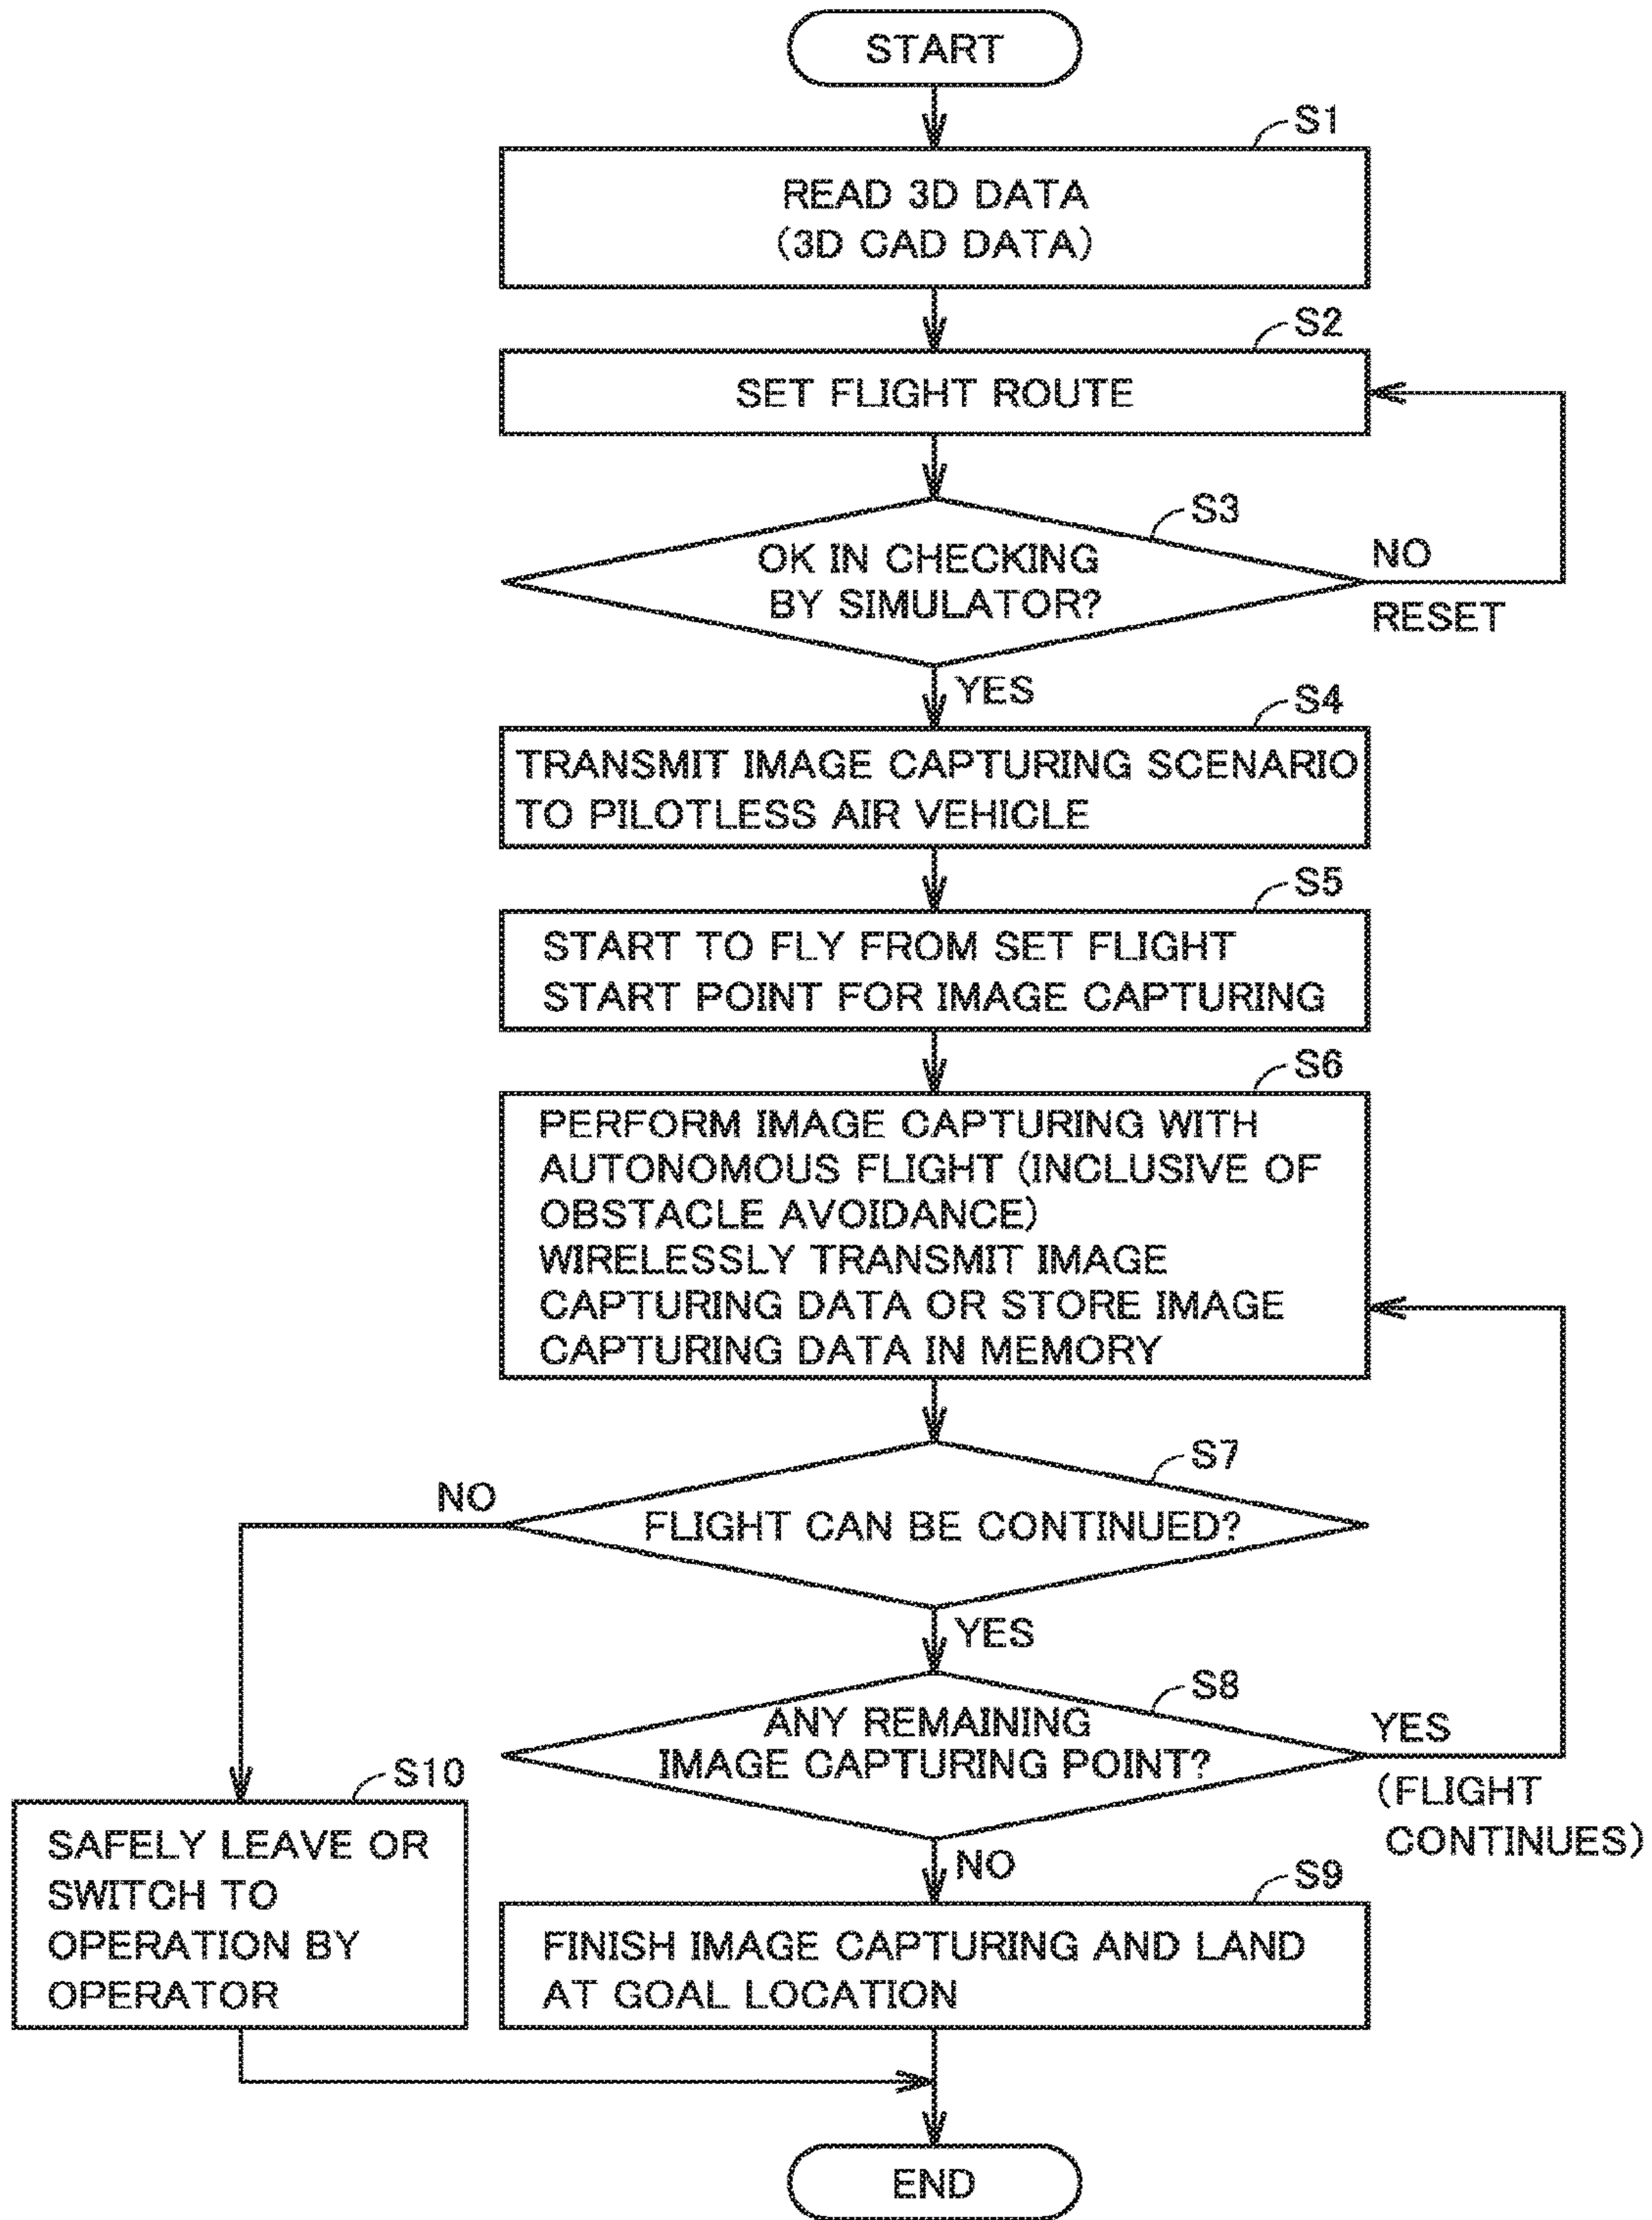 START
S1
READ 3D DATA
(3D CAD DATA)
S2
SET FLIGHT ROUTE
S3
OK IN CHECKING
BY SIMULATOR?
NO
RESET
YES
S4
TRANSMIT IMAGE CAPTURING SCENARIO
TO PILOTLESS AIR VEHICLE
S5
START TO FLY FROM SET FLIGHT
START POINT FOR IMAGE CAPTURING
S6
PERFORM IMAGE CAPTURING WITH
AUTONOMOUS FLIGHT (INCLUSIVE OF
OBSTACLE AVOIDANCE)
WIRELESSLY TRANSMIT IMAGE
CAPTURING DATA OR STORE IMAGE
CAPTURING DATA IN MEMORY
S7
NO
FLIGHT CAN BE CONTINUED?
YES
S8
ANY REMAINING
IMAGE CAPTURING POINT?
YES
(FLIGHT
CONTINUES)
NO
S10
SAFELY LEAVE OR
SWITCH TO
OPERATION BY
OPERATOR
S9
FINISH IMAGE CAPTURING AND LAND
AT GOAL LOCATION
END